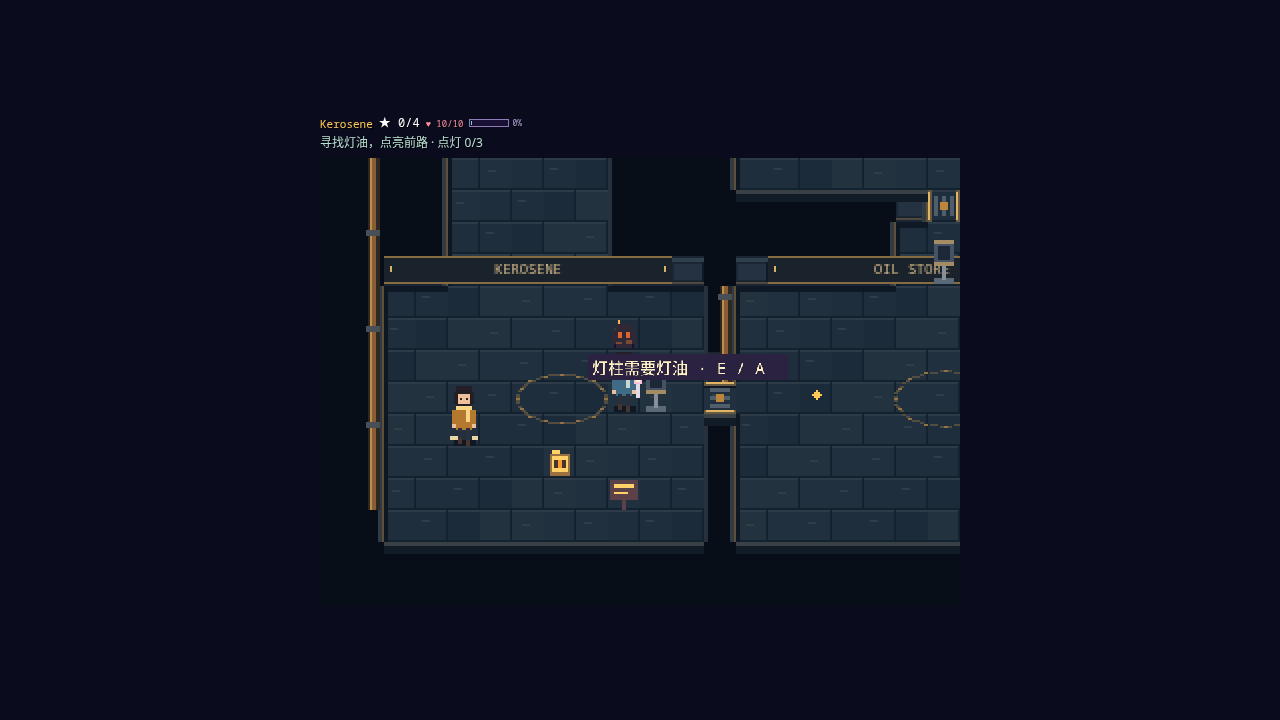 Kerosene ★ 0/4 ♥ 10/10 0%
寻找灯油，点亮前路 · 点灯 0/3
KEROSENE
OIL STORE
灯柱需要灯油 · E / A